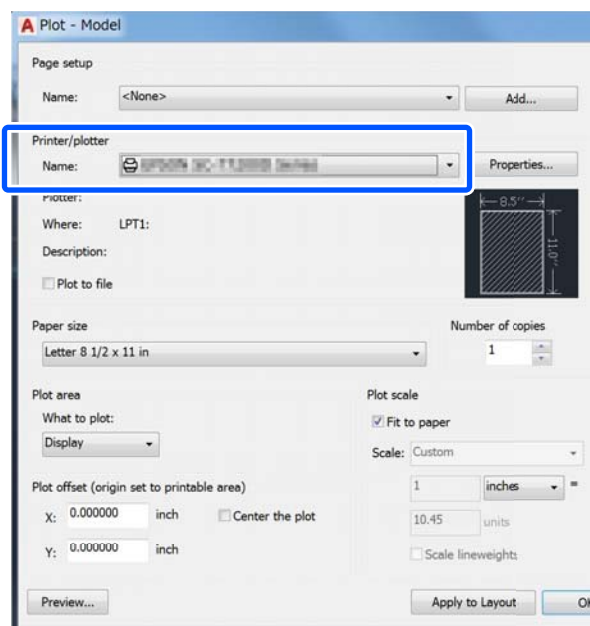 Plot - Model
Page setup
Name: <None> Add...
Printer/plotter
Name: Properties...
Plotter:
Where: LPT1:
Description:
Plot to file
8.5''
11.0''
Paper size
Number of copies
Letter 8 1/2 x 11 in
1
Plot area
What to plot:
Display
Plot scale
Fit to paper
Scale: Custom
1 inches =
10.45 units
Scale lineweights
Plot offset (origin set to printable area)
X: 0.000000 inch Center the plot
Y: 0.000000 inch
Preview... Apply to Layout OK